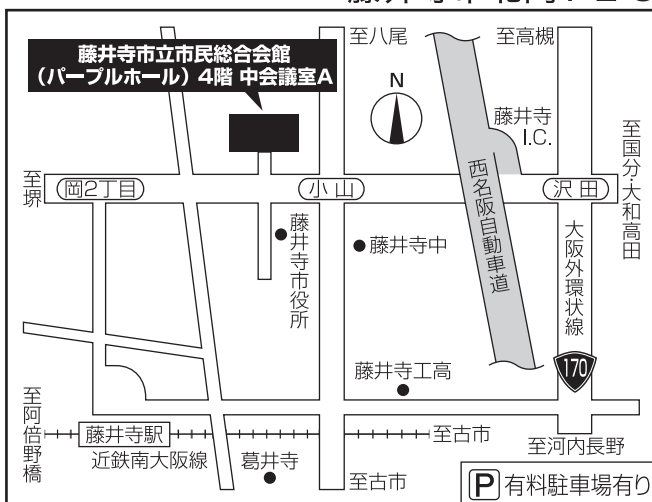 藤井寺市立市民総合会館
（パープルホール）4階 中会議室A
至八尾
至高槻
N
藤井寺
I.C.
至国分・大和高田
至堺
岡2丁目
小山
沢田
西名阪自動車道
藤井寺市役所
藤井寺中
大阪外環状線
170
藤井寺工高
至阿倍野橋
藤井寺駅
至古市
至河内長野
近鉄南大阪線
葛井寺
至古市
P 有料駐車場有り